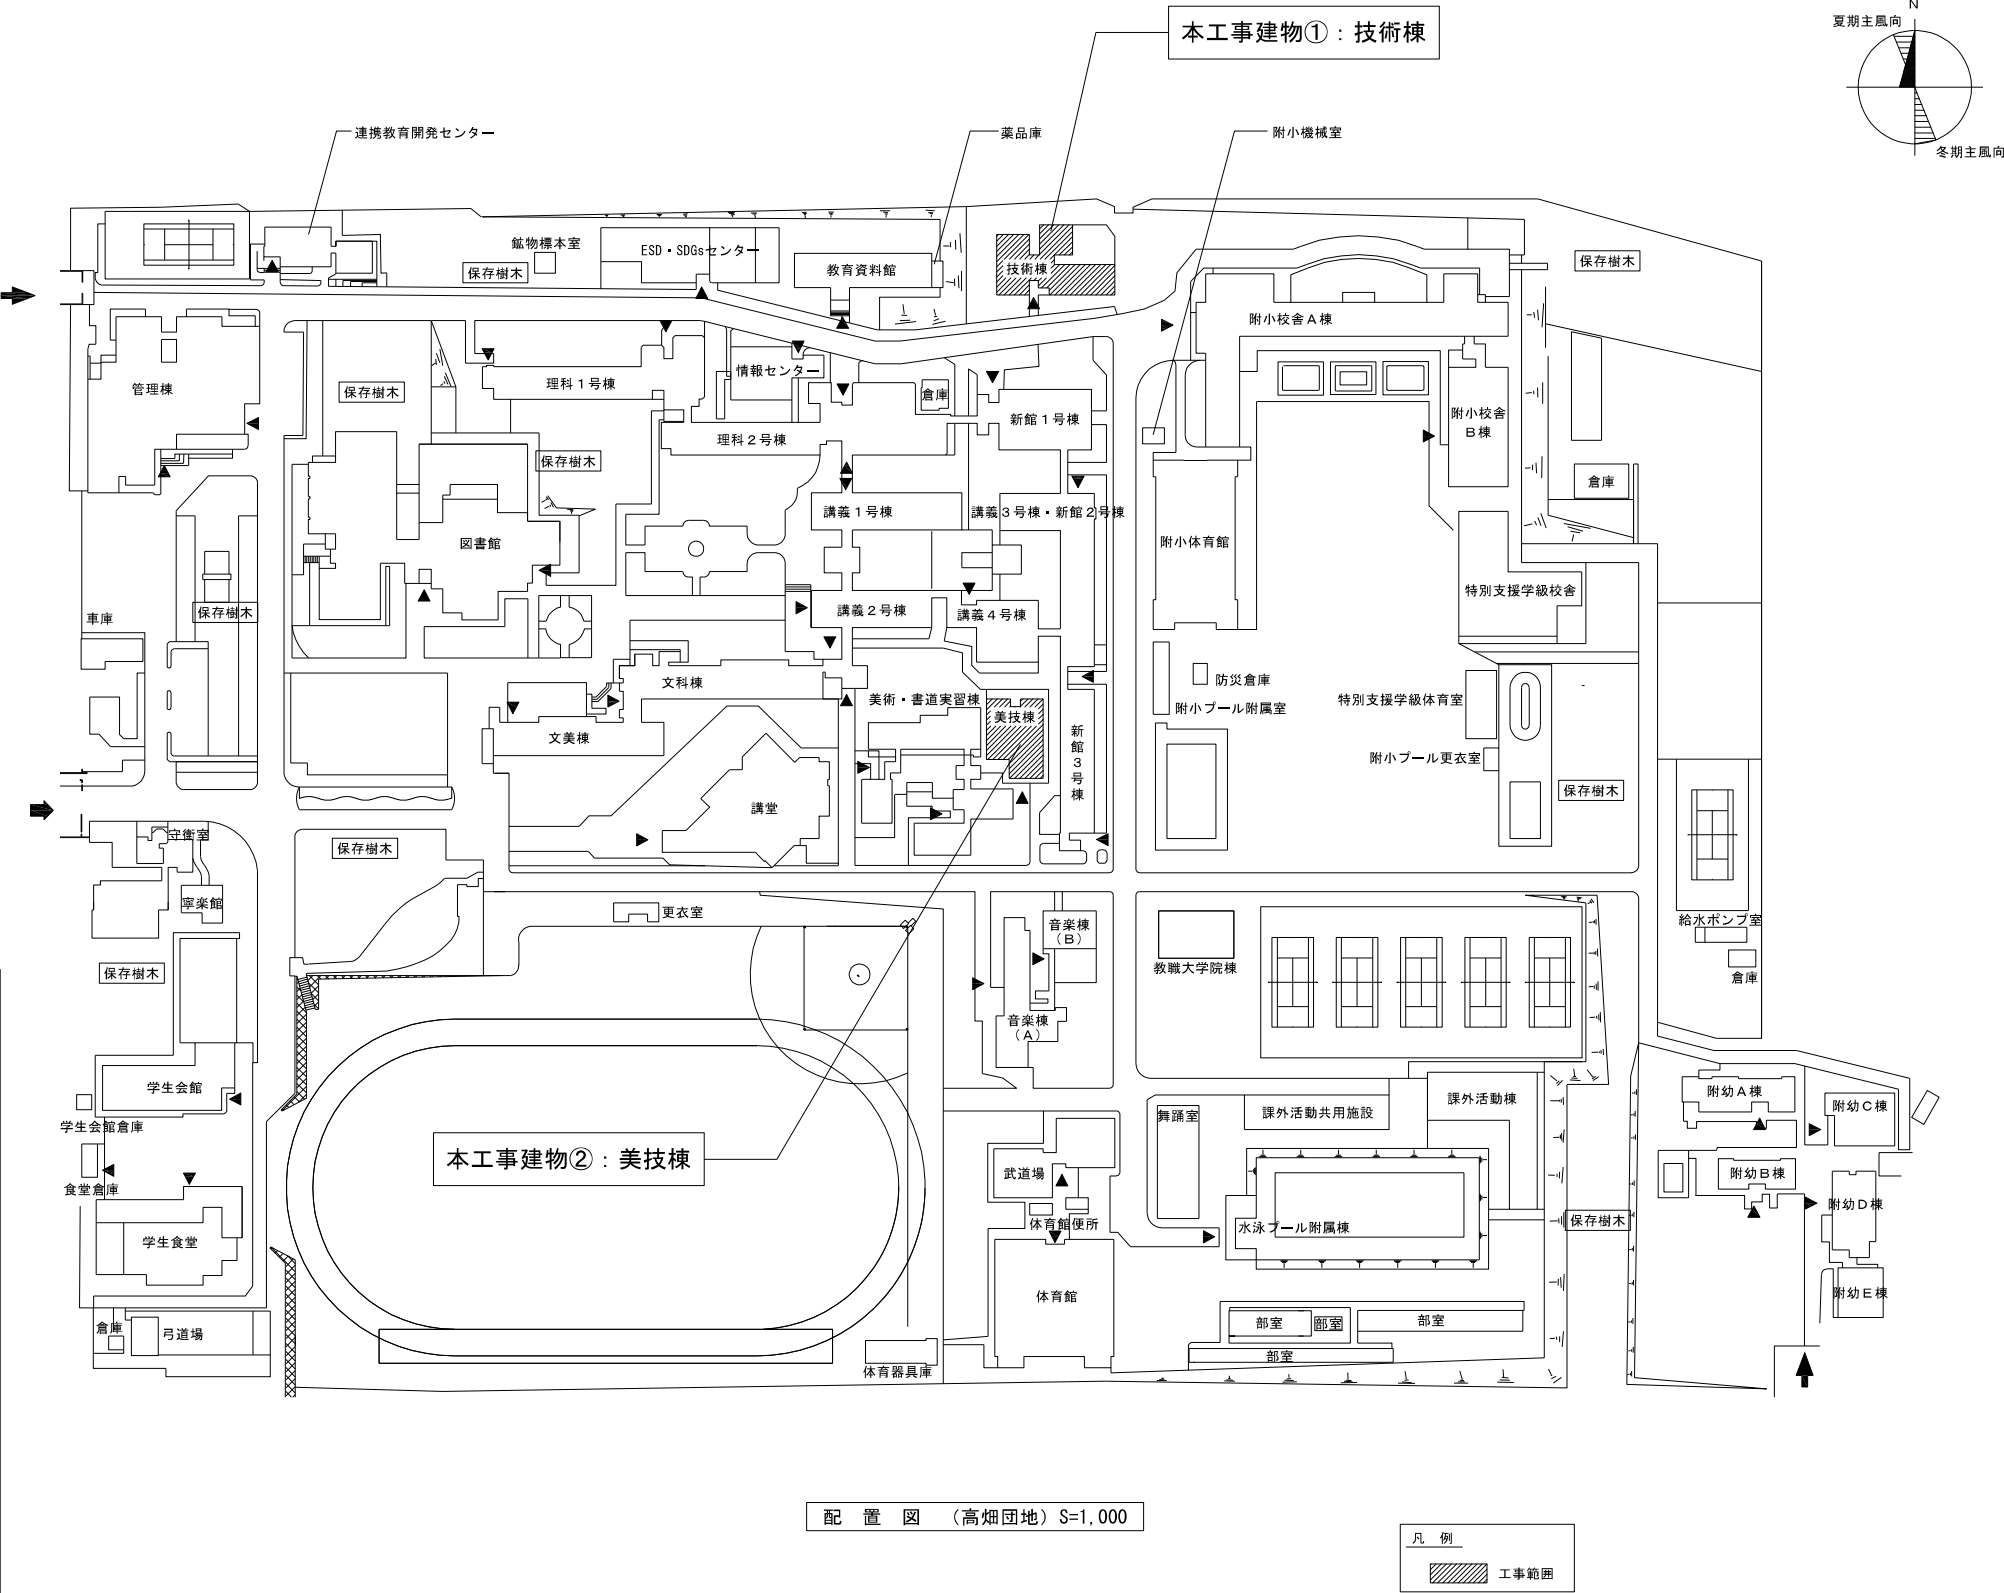 本工事建物①：技術棟
N
夏期主風向
冬期主風向
連携教育開発センター
薬品庫
附小機械室
鉱物標本室
ESD・SDGsセンター
保存樹木
教育資料館
技術棟
保存樹木
附小校舎A棟
管理棟
保存樹木
理科１号棟
情報センター
倉庫
新館１号棟
附小校舎
B棟
理科２号棟
保存樹木
倉庫
講義１号棟
講義３号棟・新館２号棟
図書館
附小体育館
特別支援学級校舎
保存樹木
車庫
講義２号棟
講義４号棟
文科棟
美術・書道実習棟
美技棟
防災倉庫
附小プール附属室
特別支援学級体育室
文美棟
新館３号棟
附小プール更衣室
保存樹木
講堂
守衛室
保存樹木
寧楽館
更衣室
音楽棟
（B）
給水ポンプ室
教職大学院棟
保存樹木
倉庫
音楽棟
（A）
学生会館
学生会館倉庫
舞踊室
課外活動共用施設
課外活動棟
附幼A棟
附幼C棟
本工事建物②：美技棟
武道場
附幼B棟
食堂倉庫
附幼D棟
体育館便所
水泳プール附属棟
保存樹木
学生食堂
体育館
附幼E棟
倉庫
弓道場
部室
部室
部室
部室
体育器具庫
配　置　図　（高畑団地）S=1,000
凡　例
工事範囲